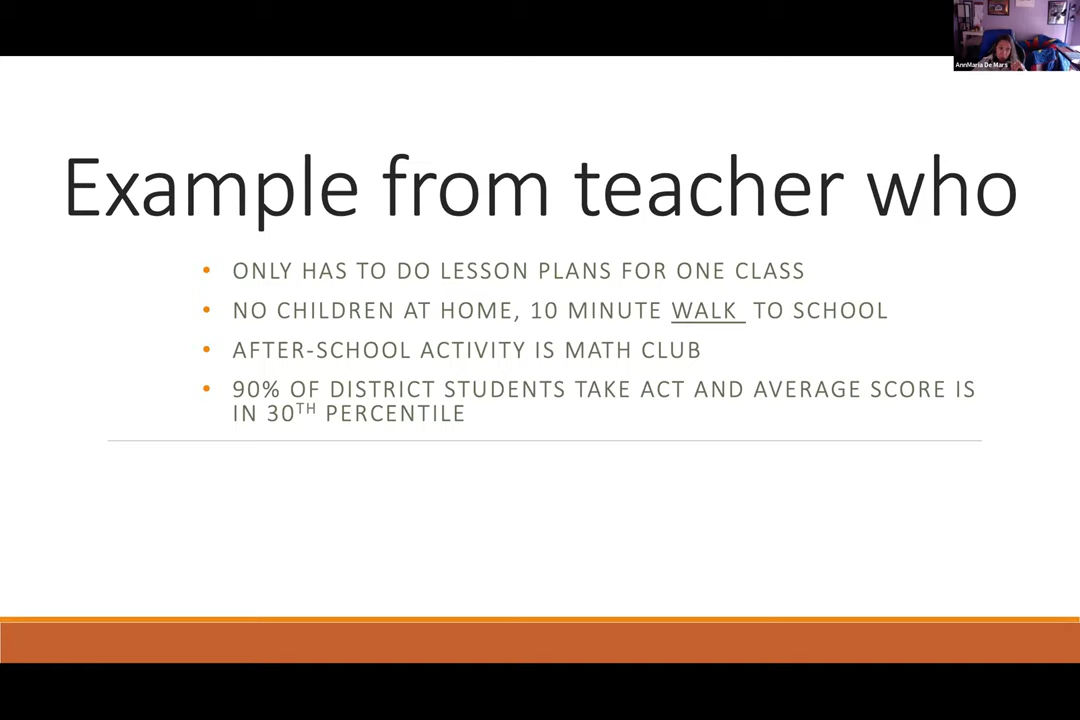 AnnMaria De Mars
Example from teacher who
• ONLY HAS TO DO LESSON PLANS FOR ONE CLASS
• NO CHILDREN AT HOME, 10 MINUTE WALK TO SCHOOL
• AFTER-SCHOOL ACTIVITY IS MATH CLUB
• 90% OF DISTRICT STUDENTS TAKE ACT AND AVERAGE SCORE IS
IN 30TH PERCENTILE